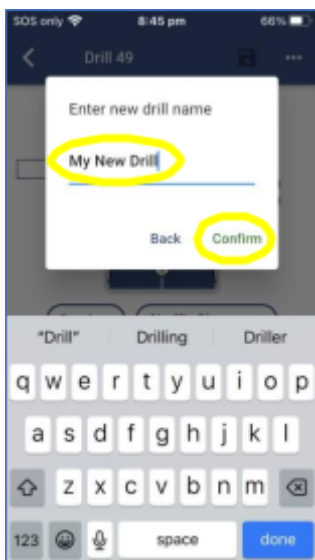 SOS only 8:45 pm 66%
Drill 49
Enter new drill name
My New Drill
Back Confirm
"Drill" Drilling Driller
q w e r t y u i o p
a s d f g h j k l
z x c v b n m
123 space done